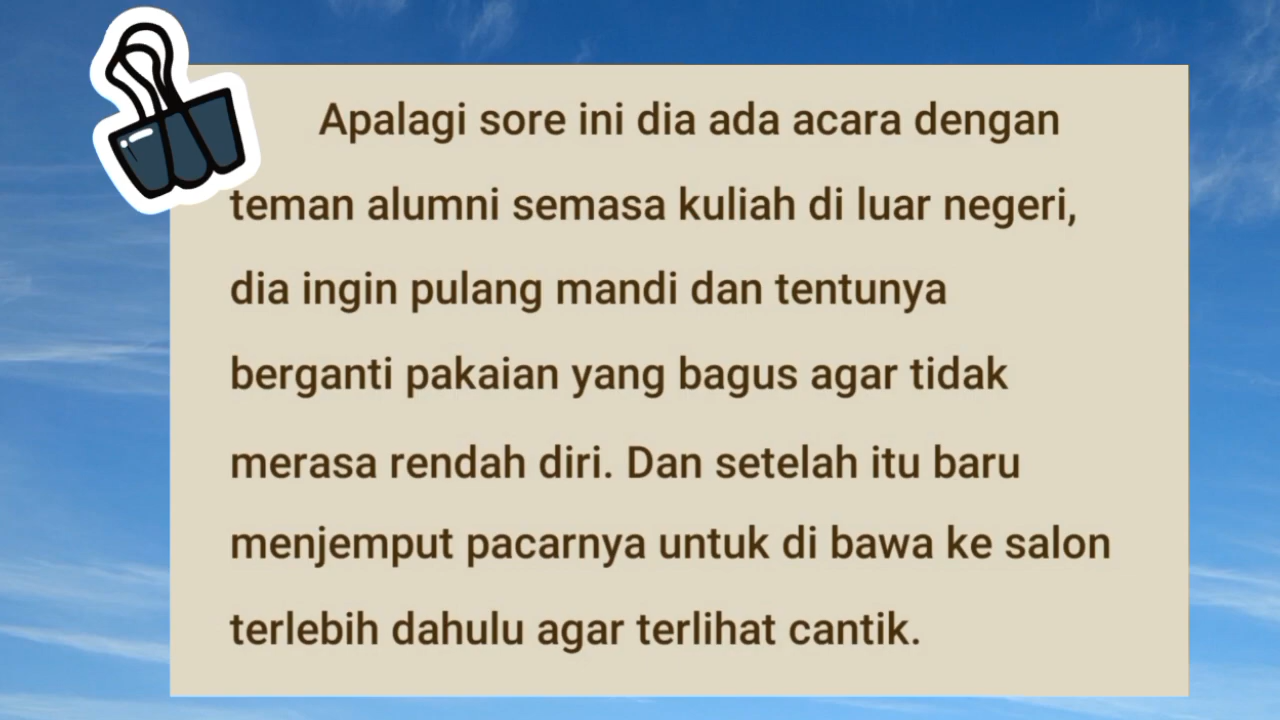 Apalagi sore ini dia ada acara dengan
teman alumni semasa kuliah di luar negeri,
dia ingin pulang mandi dan tentunya
berganti pakaian yang bagus agar tidak
merasa rendah diri. Dan setelah itu baru
menjemput pacarnya untuk di bawa ke salon
terlebih dahulu agar terlihat cantik.